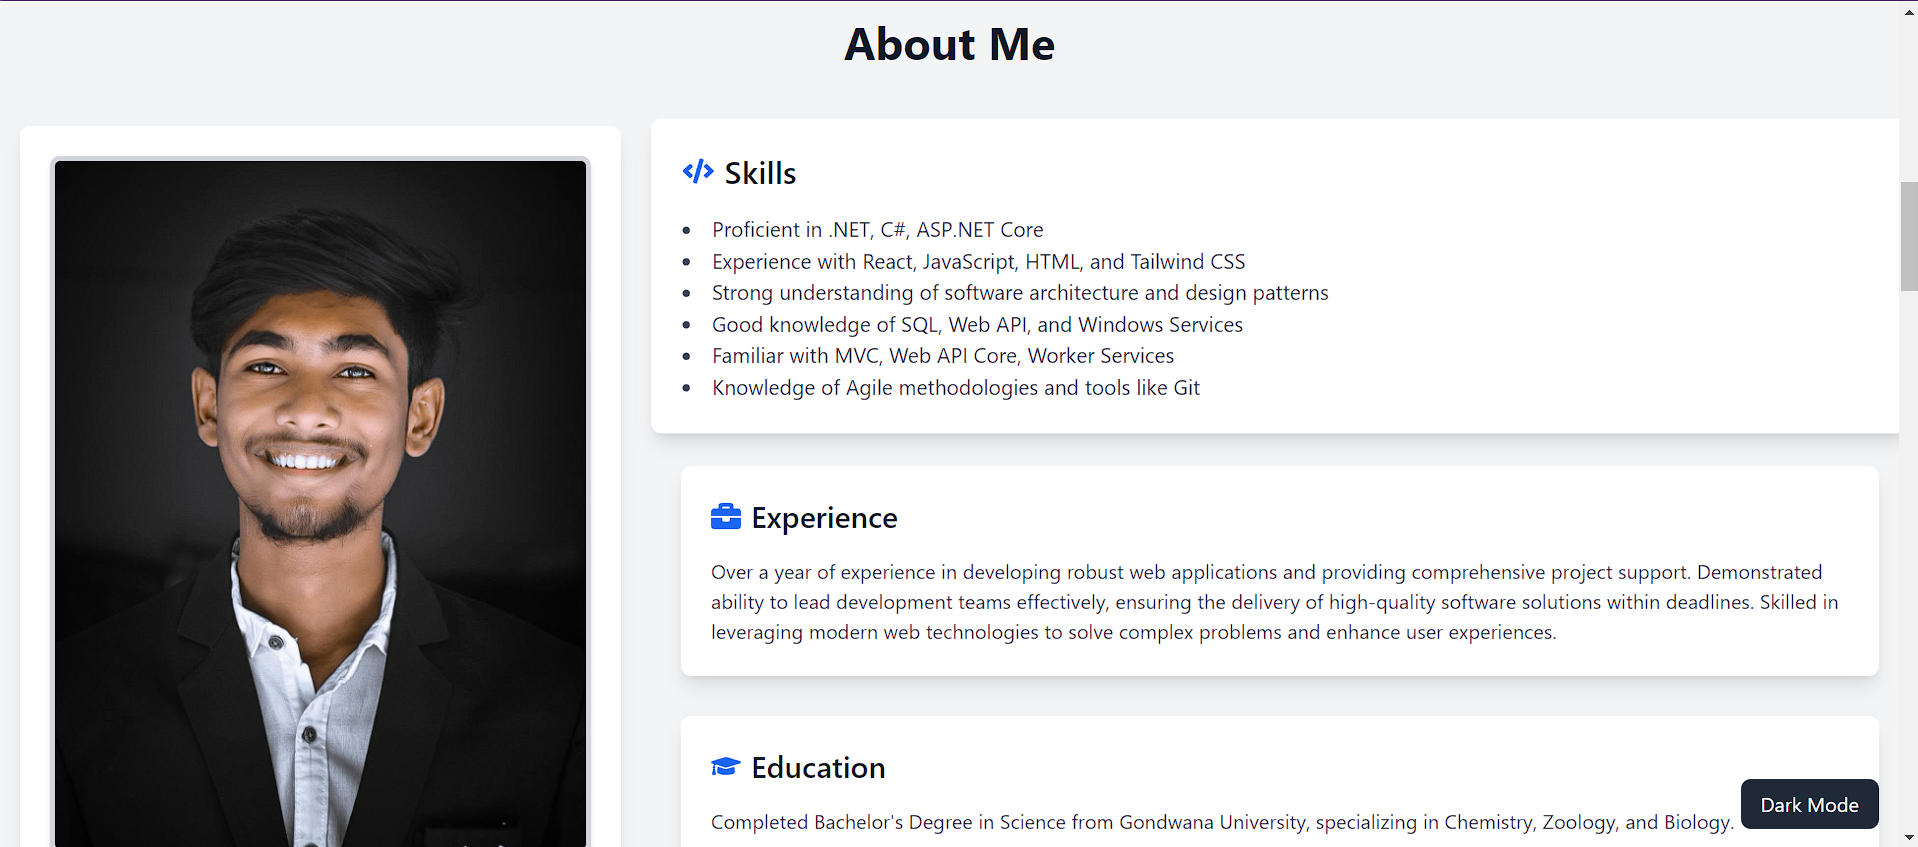 About Me
Skills
Proficient in .NET, C#, ASP.NET Core
Experience with React, JavaScript, HTML, and Tailwind CSS
Strong understanding of software architecture and design patterns
Good knowledge of SQL, Web API, and Windows Services
Familiar with MVC, Web API Core, Worker Services
Knowledge of Agile methodologies and tools like Git
Experience
Over a year of experience in developing robust web applications and providing comprehensive project support. Demonstrated
ability to lead development teams effectively, ensuring the delivery of high-quality software solutions within deadlines. Skilled in
leveraging modern web technologies to solve complex problems and enhance user experiences.
Education
Completed Bachelor's Degree in Science from Gondwana University, specializing in Chemistry, Zoology, and Biology.
Dark Mode